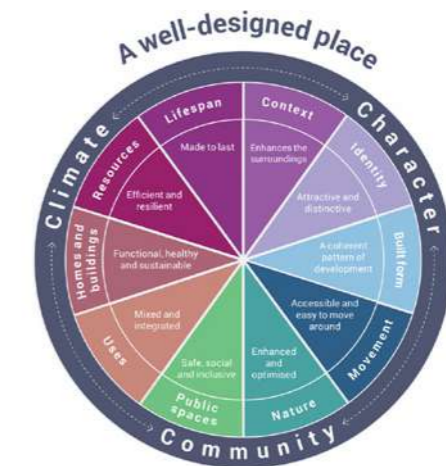 A well-designed place
Climate
Character
Community
Context
Enhances the
surroundings
Identity
Attractive and
distinctive
Built form
A coherent
pattern of
development
Movement
Accessible and
easy to move
around
Nature
Enhanced
and
optimised
Public
spaces
Safe, social
and inclusive
Uses
Mixed and
integrated
Homes and
buildings
Functional, healthy
and sustainable
Resources
Efficient and
resilient
Lifespan
Made to last